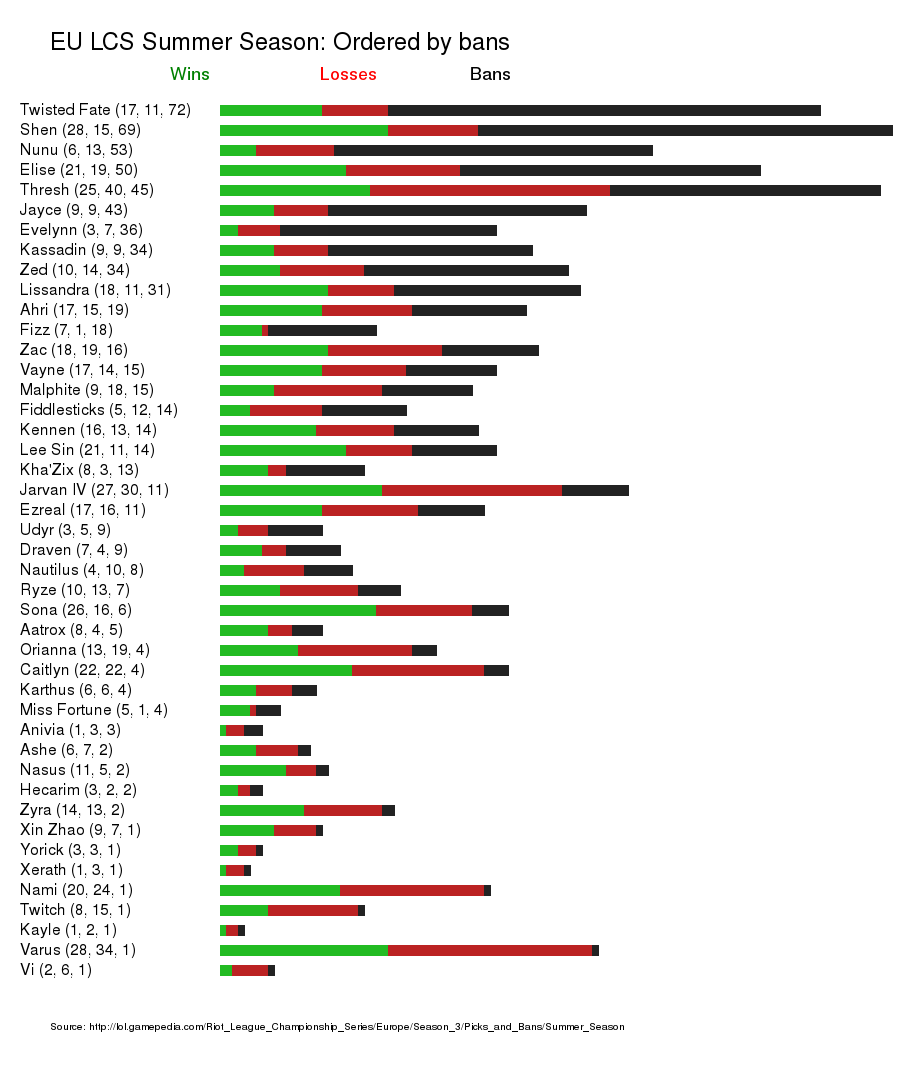 EU LCS Summer Season: Ordered by bans
Wins Losses Bans
Twisted Fate (17, 11, 72)
Shen (28, 15, 69)
Nunu (6, 13, 53)
Elise (21, 19, 50)
Thresh (25, 40, 45)
Jayce (9, 9, 43)
Evelynn (3, 7, 36)
Kassadin (9, 9, 34)
Zed (10, 14, 34)
Lissandra (18, 11, 31)
Ahri (17, 15, 19)
Fizz (7, 1, 18)
Zac (18, 19, 16)
Vayne (17, 14, 15)
Malphite (9, 18, 15)
Fiddlesticks (5, 12, 14)
Kennen (16, 13, 14)
Lee Sin (21, 11, 14)
Kha'Zix (8, 3, 13)
Jarvan IV (27, 30, 11)
Ezreal (17, 16, 11)
Udyr (3, 5, 9)
Draven (7, 4, 9)
Nautilus (4, 10, 8)
Ryze (10, 13, 7)
Sona (26, 16, 6)
Aatrox (8, 4, 5)
Orianna (13, 19, 4)
Caitlyn (22, 22, 4)
Karthus (6, 6, 4)
Miss Fortune (5, 1, 4)
Anivia (1, 3, 3)
Ashe (6, 7, 2)
Nasus (11, 5, 2)
Hecarim (3, 2, 2)
Zyra (14, 13, 2)
Xin Zhao (9, 7, 1)
Yorick (3, 3, 1)
Xerath (1, 3, 1)
Nami (20, 24, 1)
Twitch (8, 15, 1)
Kayle (1, 2, 1)
Varus (28, 34, 1)
Vi (2, 6, 1)
Source: http://lol.gamepedia.com/Riot_League_Championship_Series/Europe/Season_3/Picks_and_Bans/Summer_Season